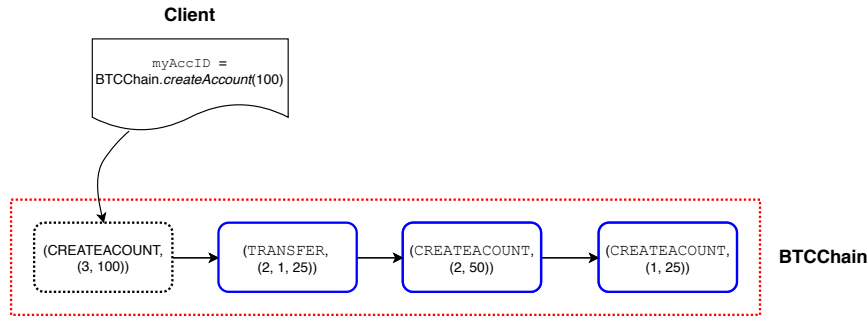 Client
myAccID =
BTCChain.createAccount(100)
(CREATEACOUNT,
(3, 100))
(TRANSFER,
(2, 1, 25))
(CREATEACOUNT,
(2, 50))
(CREATEACOUNT,
(1, 25))
BTCChain